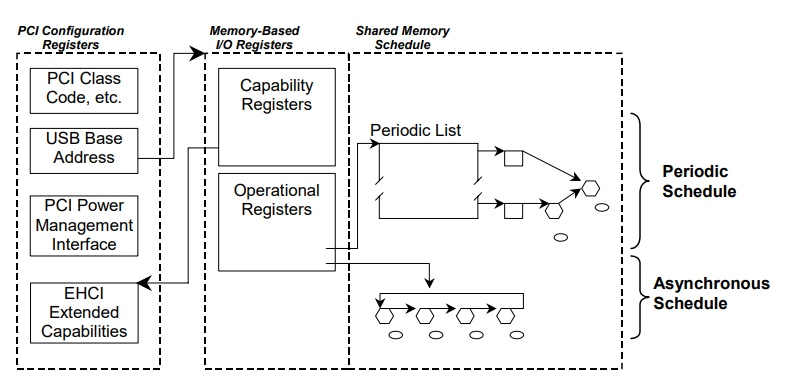 PCI Configuration
Registers
Memory-Based
I/O Registers
Shared Memory
Schedule
PCI Class
Code, etc.
USB Base
Address
PCI Power
Management
Interface
EHCI
Extended
Capabilities
Capability
Registers
Operational
Registers
Periodic List
Periodic
Schedule
Asynchronous
Schedule